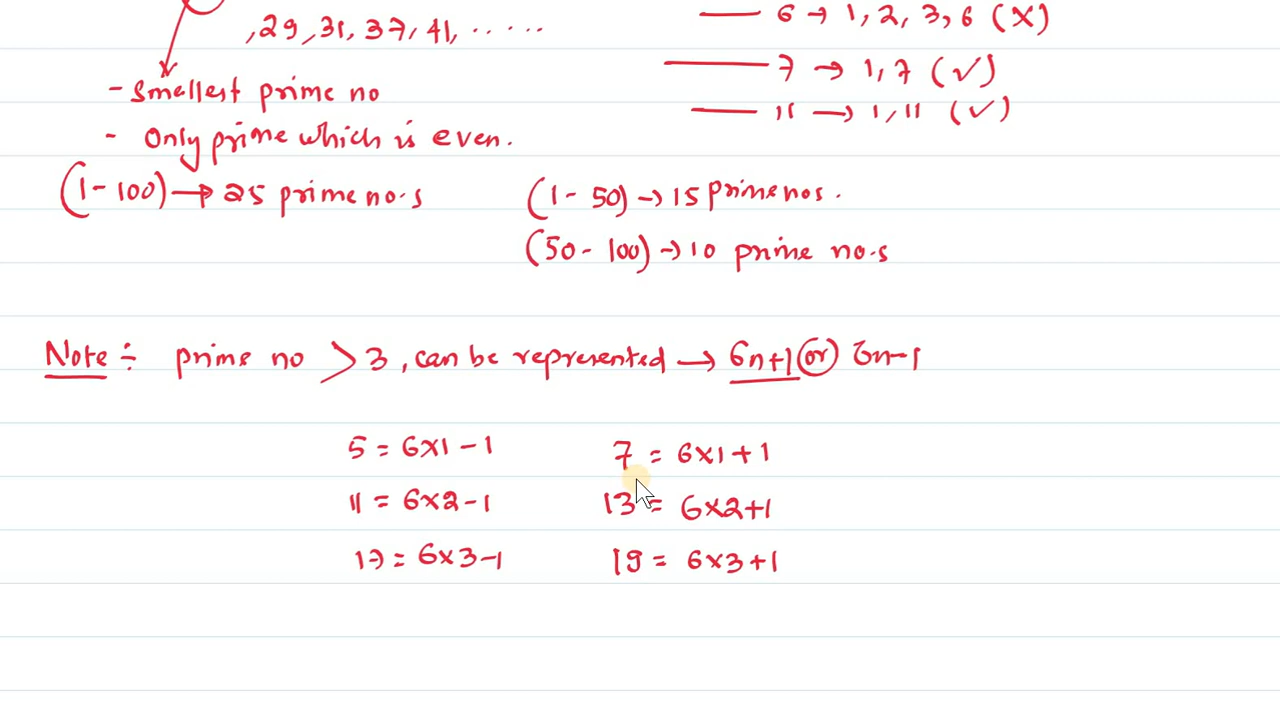 ,29,31,37,41,......
6 → 1, 2, 3, 6 (X)
7 → 1,7 (✓)
11 → 1,11 (✓)
- Smallest prime no
- Only prime which is even.
(1-100) → 25 prime no.s
(1-50) → 15 prime nos.
(50-100) → 10 prime no.s
Note :- prime no > 3, can be represented → 6n+1 (or) 6n-1
5 = 6x1-1
7 = 6x1+1
11 = 6x2-1
13 = 6x2+1
17 = 6x3-1
19 = 6x3+1